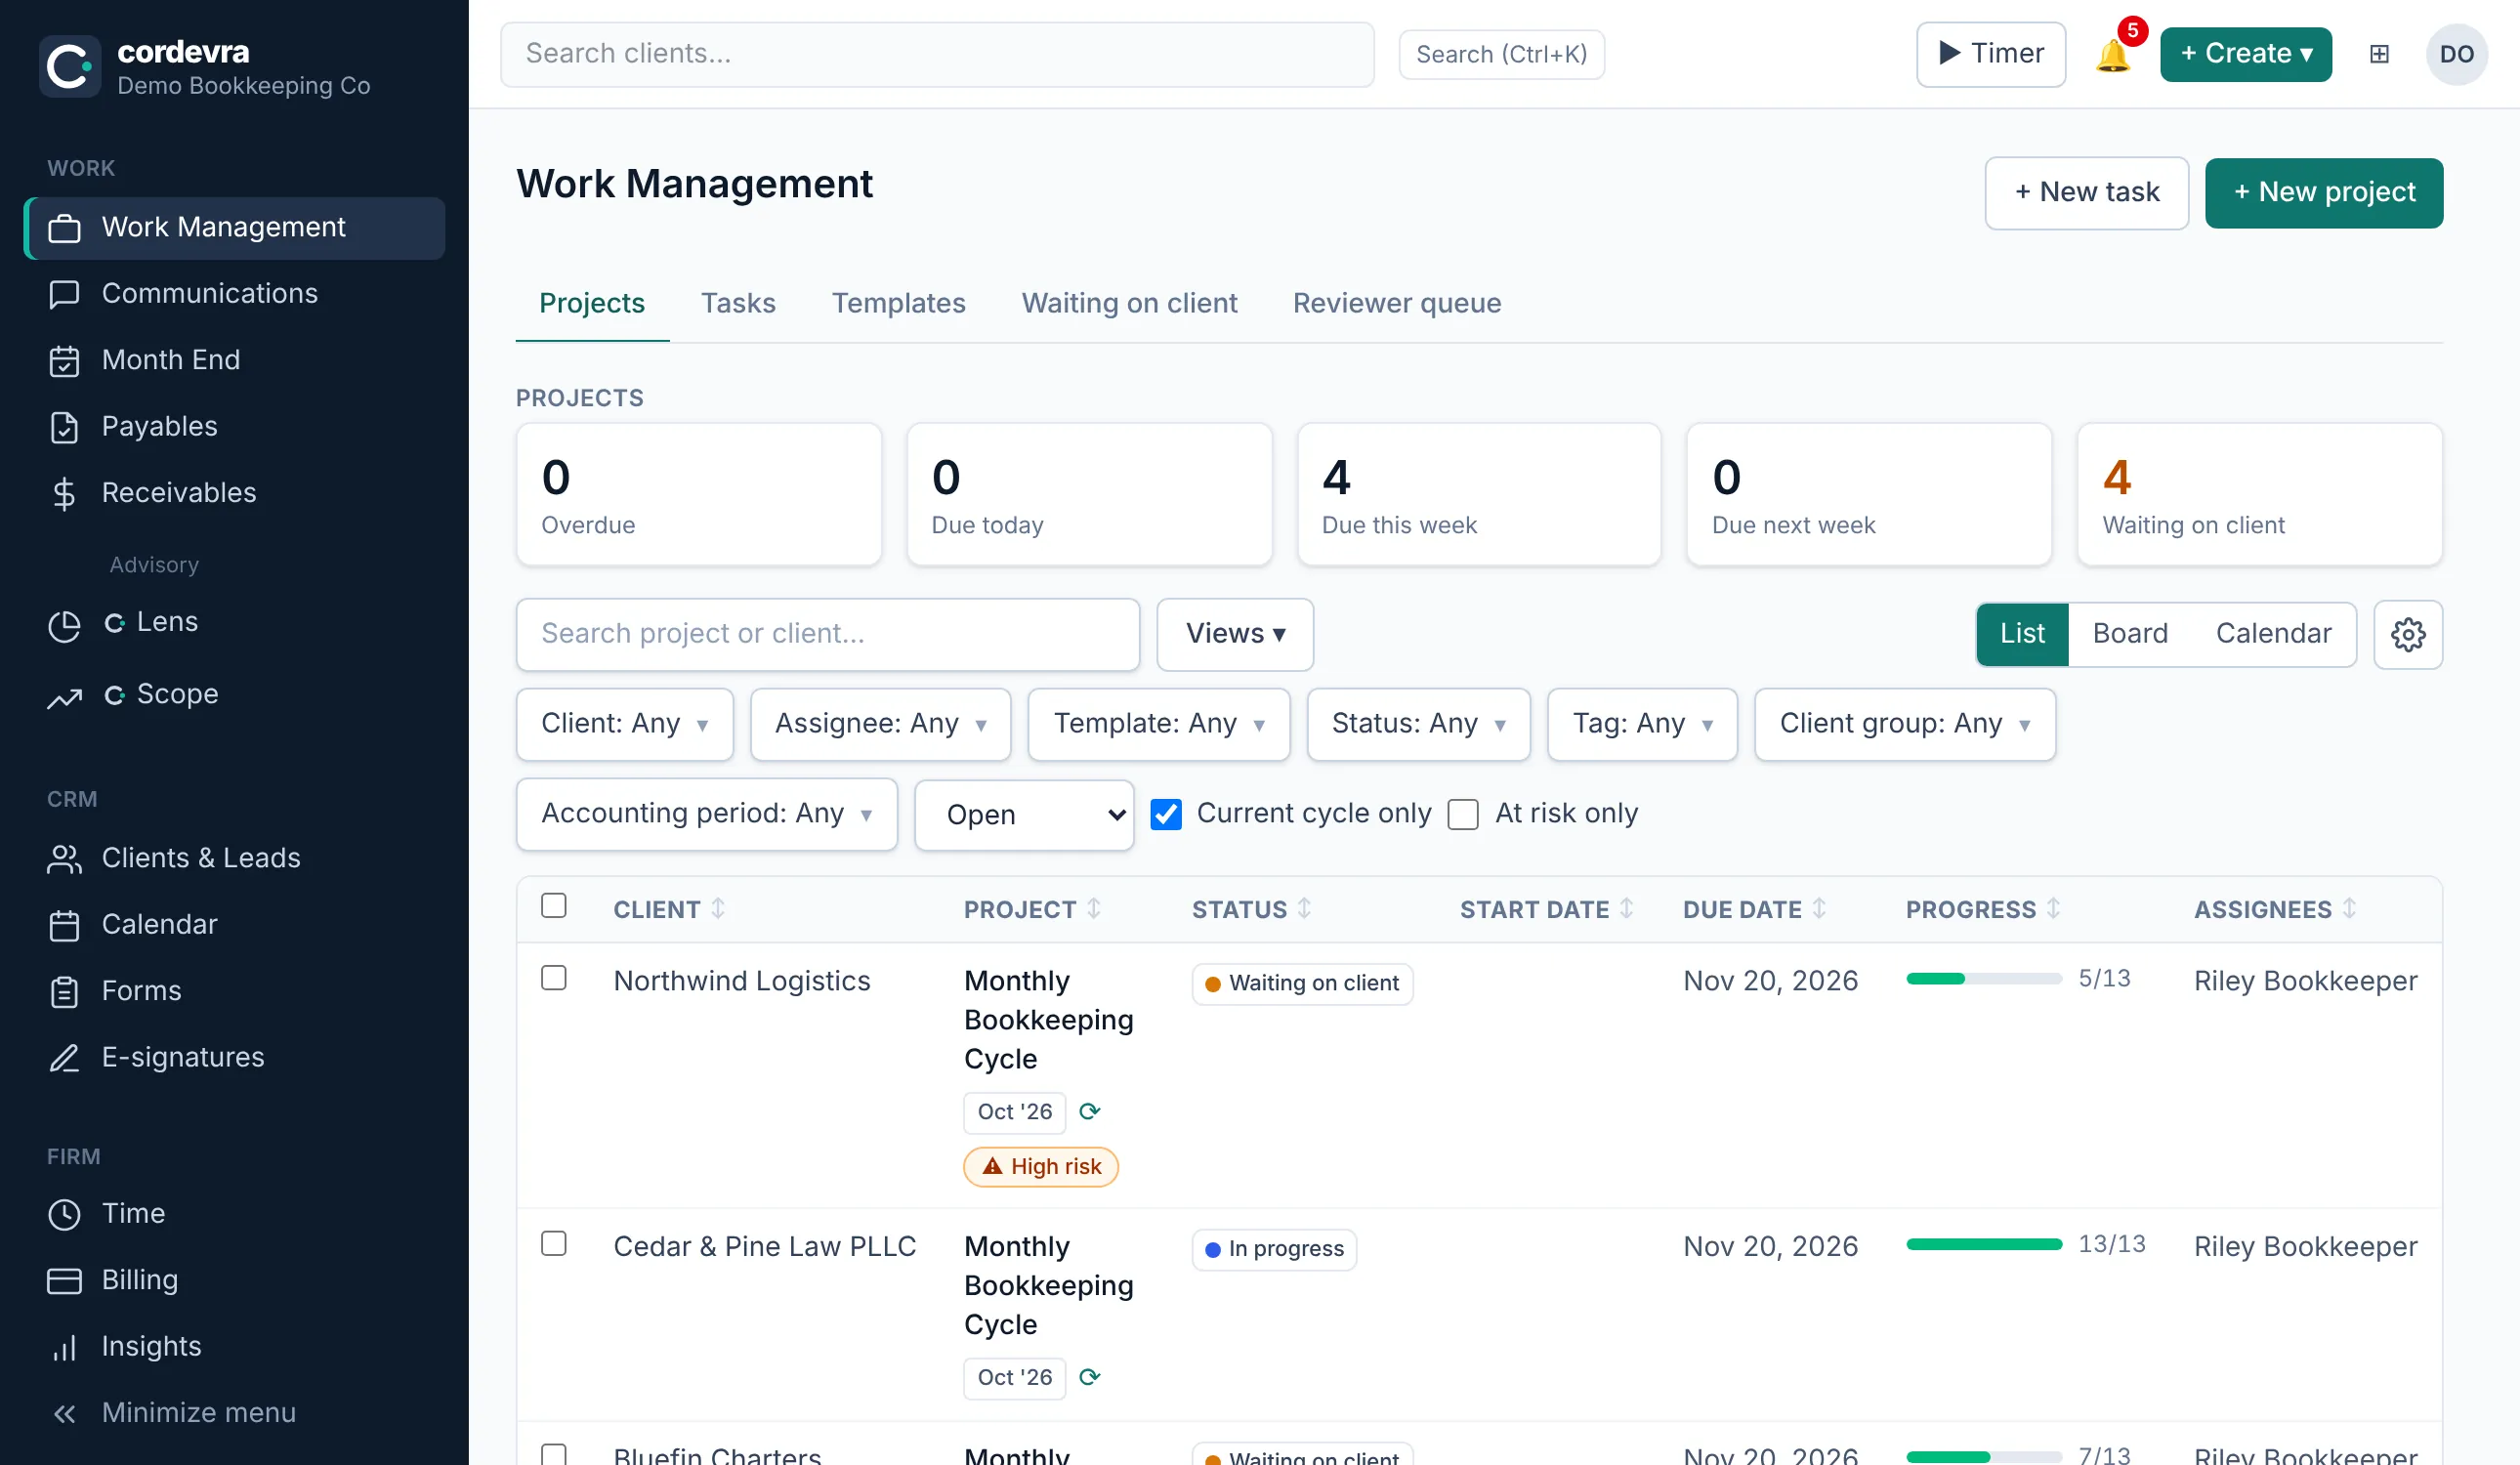 cordevra
Demo Bookkeeping Co
WORK
Work Management
Communications
Month End
Payables
Receivables
Advisory
Lens
Scope
CRM
Clients & Leads
Calendar
Forms
E-signatures
FIRM
Time
Billing
Insights
Minimize menu
Search clients...
Search (Ctrl+K)
Timer
5
+ Create
DO
Work Management
+ New task
+ New project
Projects
Tasks
Templates
Waiting on client
Reviewer queue
PROJECTS
0
Overdue
0
Due today
4
Due this week
0
Due next week
4
Waiting on client
Search project or client...
Views
List
Board
Calendar
Client: Any
Assignee: Any
Template: Any
Status: Any
Tag: Any
Client group: Any
Accounting period: Any
Open
Current cycle only
At risk only
CLIENT
PROJECT
STATUS
START DATE
DUE DATE
PROGRESS
ASSIGNEES
Northwind Logistics
Monthly
Bookkeeping
Cycle
Oct '26
High risk
Waiting on client
Nov 20, 2026
5/13
Riley Bookkeeper
Cedar & Pine Law PLLC
Monthly
Bookkeeping
Cycle
Oct '26
In progress
Nov 20, 2026
13/13
Riley Bookkeeper
Bluefin Charters
Monthly
Waiting on client
Nov 20, 2026
7/13
Riley Bookkeeper